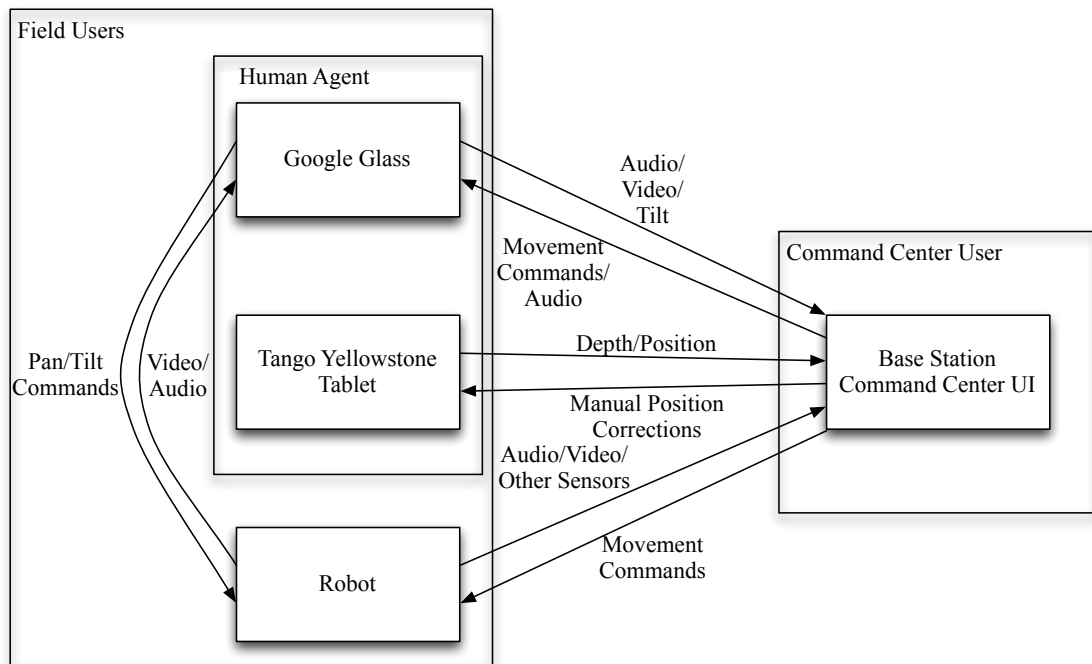 Field Users
Human Agent
Google Glass
Audio/
Video/
Tilt
Movement
Commands/
Audio
Command Center User
Pan/Tilt
Commands
Video/
Audio
Tango Yellowstone
Tablet
Depth/Position
Base Station
Command Center UI
Manual Position
Corrections
Audio/Video/
Other Sensors
Robot
Movement
Commands